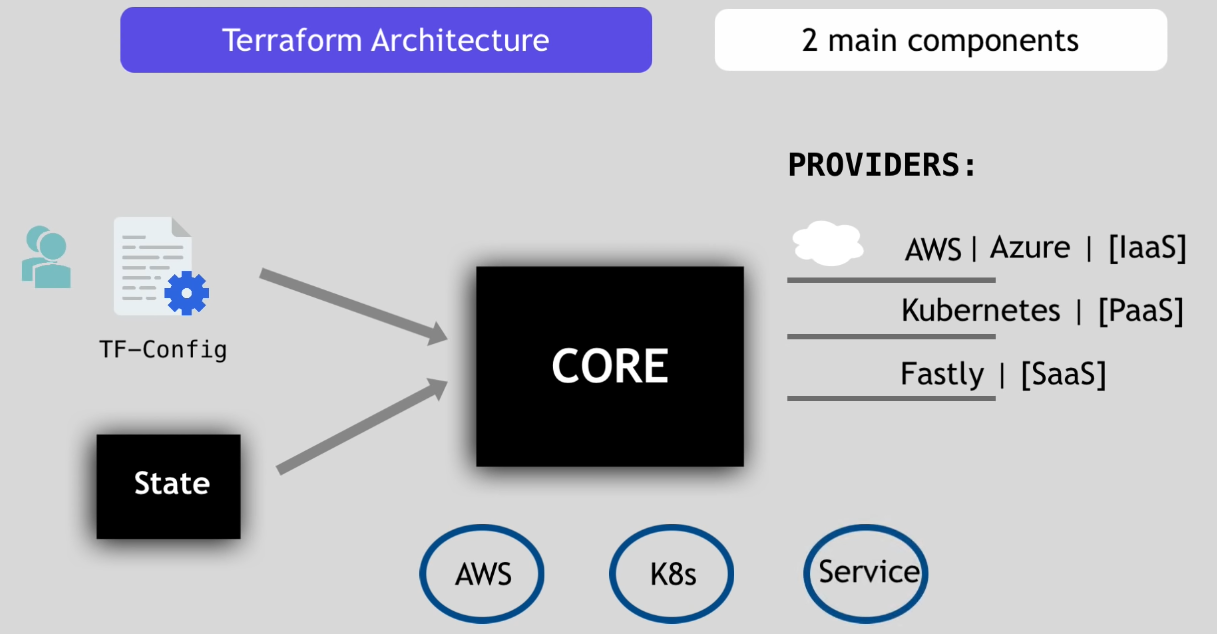 Terraform Architecture
2 main components
PROVIDERS:
AWS | Azure | [IaaS]
Kubernetes | [PaaS]
Fastly | [SaaS]
TF-Config
CORE
State
AWS
K8s
Service